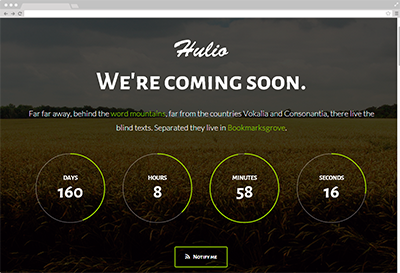 Hulio
We're coming soon.
Far far away, behind the word mountains, far from the countries Vokalia and Consonantia, there live the
blind texts. Separated they live in Bookmarksgrove.
Days
160
Hours
8
Minutes
58
Seconds
16
Notify me